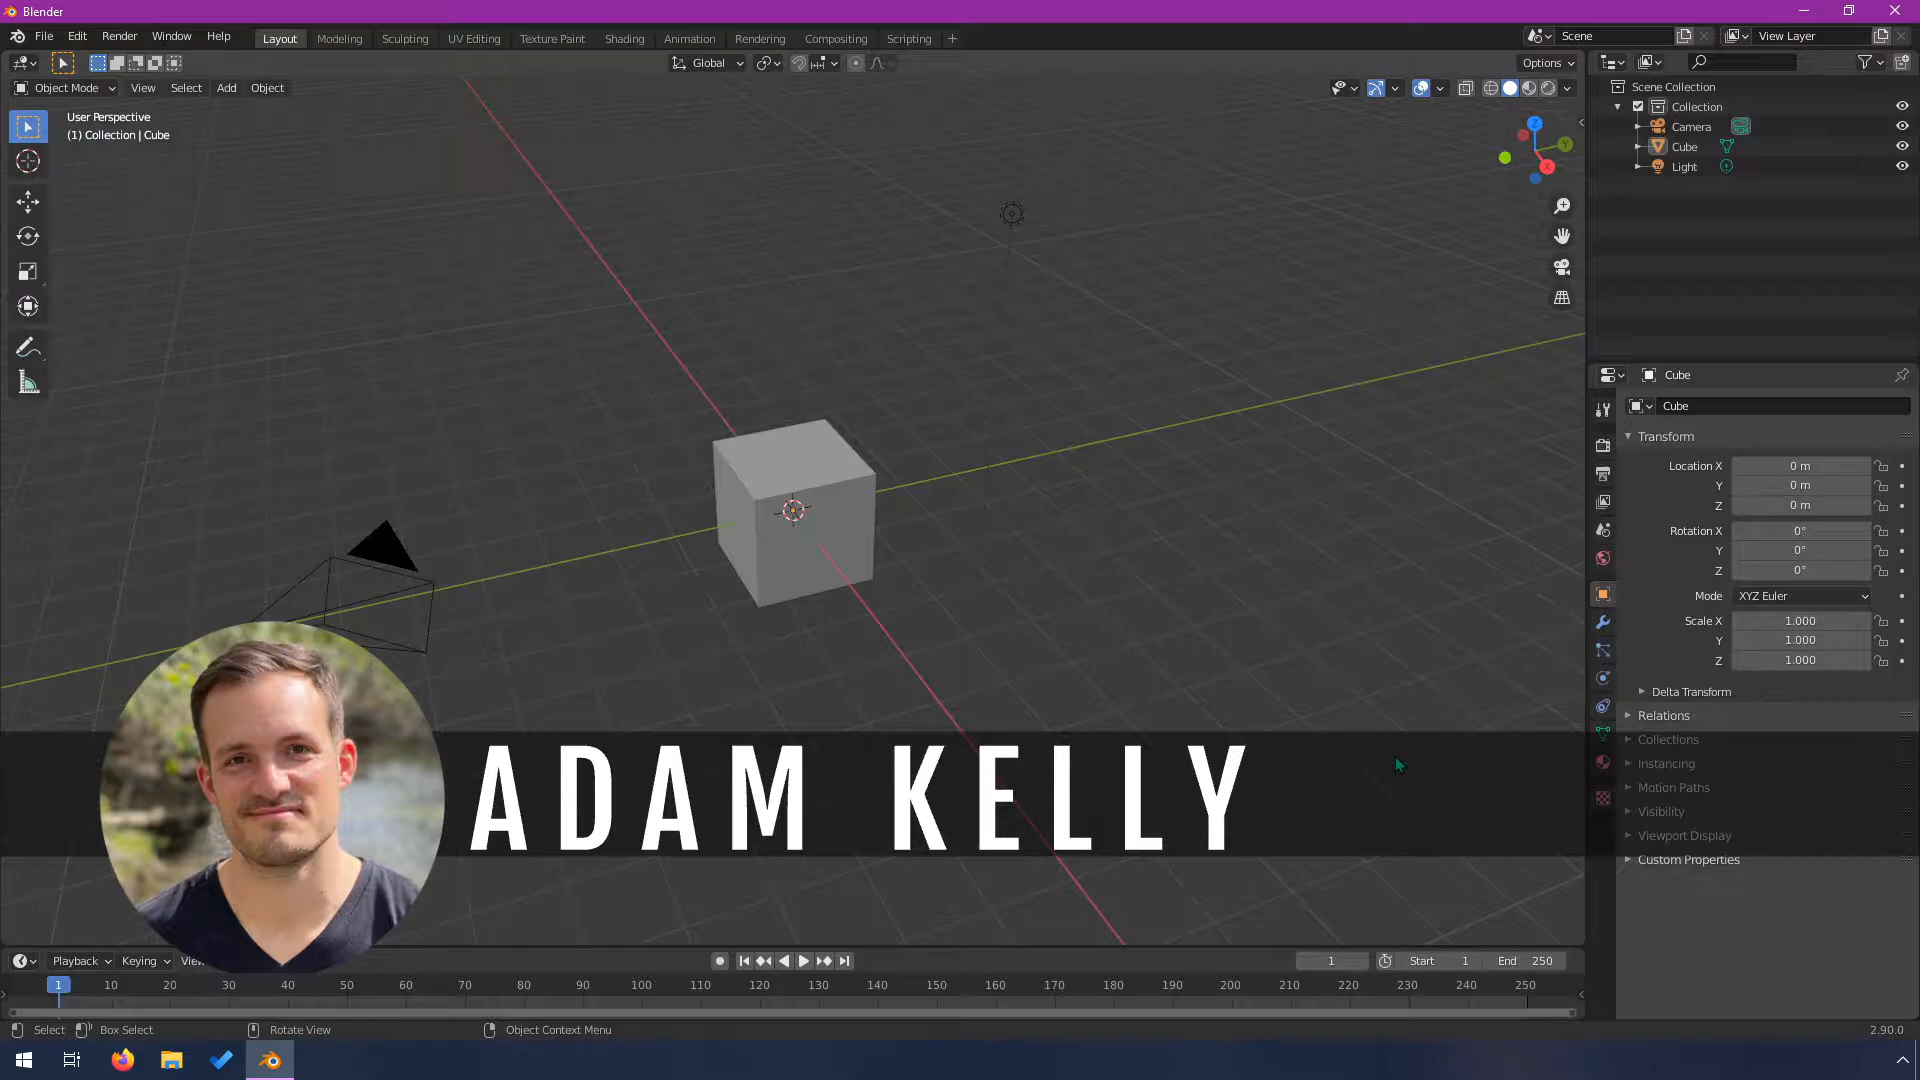 Blender
File Edit Render Window Help
Layout Modeling Sculpting UV Editing Texture Paint Shading Animation Rendering Compositing Scripting
Scene
View Layer
Global
Options
Object Mode View Select Add Object
User Perspective
(1) Collection | Cube
Z
Y
X
Scene Collection
Collection
Camera
Cube
Light
Cube
Cube
Transform
Location X 0 m
Y 0 m
Z 0 m
Rotation X 0°
Y 0°
Z 0°
Mode XYZ Euler
Scale X 1.000
Y 1.000
Z 1.000
Delta Transform
Relations
Collections
Instancing
Motion Paths
Visibility
Viewport Display
Custom Properties
ADAM KELLY
Playback Keying View
1 Start 1 End 250
1 10 20 30 40 50 60 70 80 90 100 110 120 130 140 150 160 170 180 190 200 210 220 230 240 250
Select Box Select Rotate View Object Context Menu 2.90.0